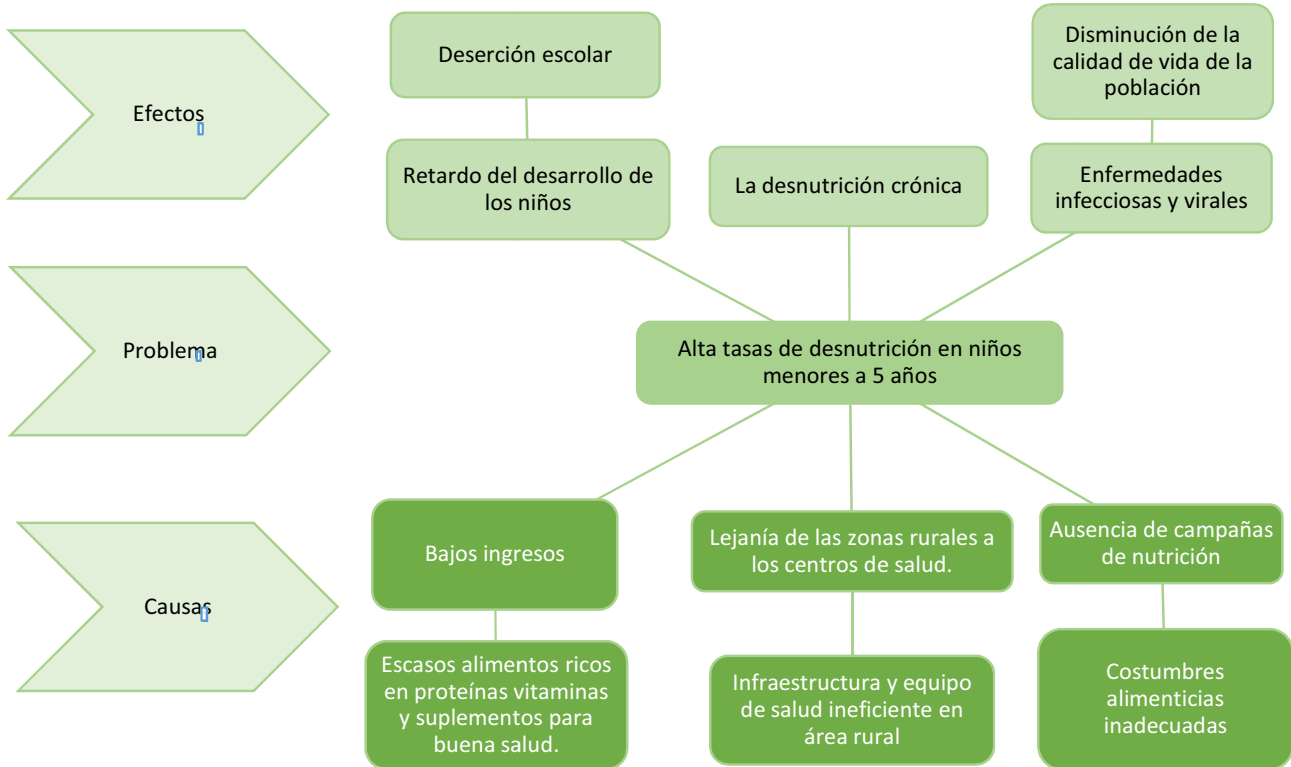 Efectos
Deserción escolar
Disminución de la
calidad de vida de la
población
Retardo del desarrollo de
los niños
La desnutrición crónica
Enfermedades
infecciosas y virales
Problema
Alta tasas de desnutrición en niños
menores a 5 años
Causas
Bajos ingresos
Lejanía de las zonas rurales a
los centros de salud.
Ausencia de campañas
de nutrición
Escasos alimentos ricos
en proteínas vitaminas
y suplementos para
buena salud.
Infraestructura y equipo
de salud ineficiente en
área rural
Costumbres
alimenticias
inadecuadas